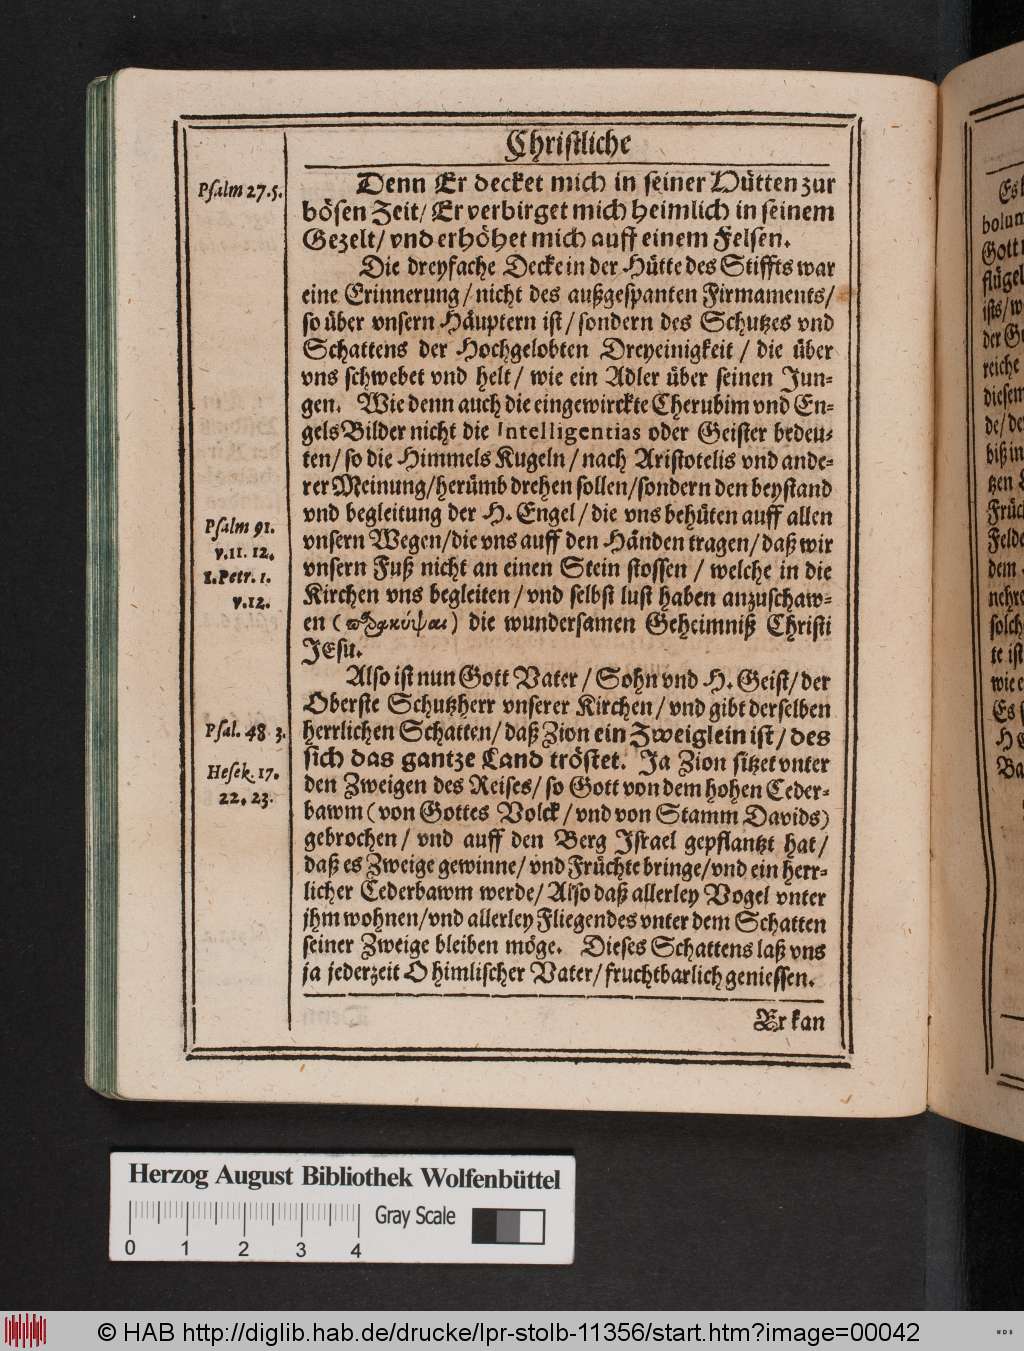 Christliche
Psalm 27.5.
Denn Er decket mich in seiner Hütten zur
bösen Zeit/ Er verbirget mich heimlich in seinem
Gezelt/ vnd erhöhet mich auff einem Felsen.
Die dreyfache Decke in der Hütte des Stiffts war
eine Erinnerung/ nicht des außgespanten Firmaments/
so über vnsern Häuptern ist/ sondern des Schutzes vnd
Schattens der Hochgelobten Dreyeinigkeit/ die über
vns schwebet vnd helt/ wie ein Adler über seinen Jun-
gen. Wie denn auch die eingewirckte Cherubim vnd En-
gels Bilder nicht die Intelligentias oder Geister bedeu-
ten/ so die Himmels Kugeln/ nach Aristotelis vnd ande-
rer Meinung/ herümb drehen sollen/ sondern den beystand
Psalm 91.
v.11. 12.
1. Petr. 1.
v.12.
vnd begleitung der H. Engel/ die vns behüten auff allen
vnsern Wegen/ die vns auff den Händen tragen/ daß wir
vnsern Fuß nicht an einen Stein stossen/ welche in die
Kirchen vns begleiten/ vnd selbst lust haben anzuschaw-
en (παρακύψαι) die wundersamen Geheimniß Christi
JEsu.
Also ist nun Gott Vater/ Sohn vnd H. Geist/ der
Oberste Schutzherr vnserer Kirchen/ vnd gibt derselben
Psal. 48 3.
herrlichen Schatten/ daß Zion ein Zweiglein ist/ des
sich das gantze Land tröstet. Ja Zion sitzet vnter
Hesek. 17.
22. 23.
den Zweigen des Reises/ so Gott von dem hohen Ceder-
bawm (von Gottes Volck/ vnd von Stamm Davids)
gebrochen/ vnd auff den Berg Israel gepflantzt hat/
daß es Zweige gewinne/ vnd Früchte bringe/ vnd ein herr-
licher Cederbawm werde/ Also daß allerley Vogel vnter
jhm wohnen/ vnd allerley Fliegendes vnter dem Schatten
seiner Zweige bleiben möge. Dieses Schattens laß vns
ja jederzeit O himlischer Vater/ fruchtbarlich geniessen.
Er kan
Herzog August Bibliothek Wolfenbüttel
Gray Scale
0 1 2 3 4
© HAB http://diglib.hab.de/drucke/lpr-stolb-11356/start.htm?image=00042